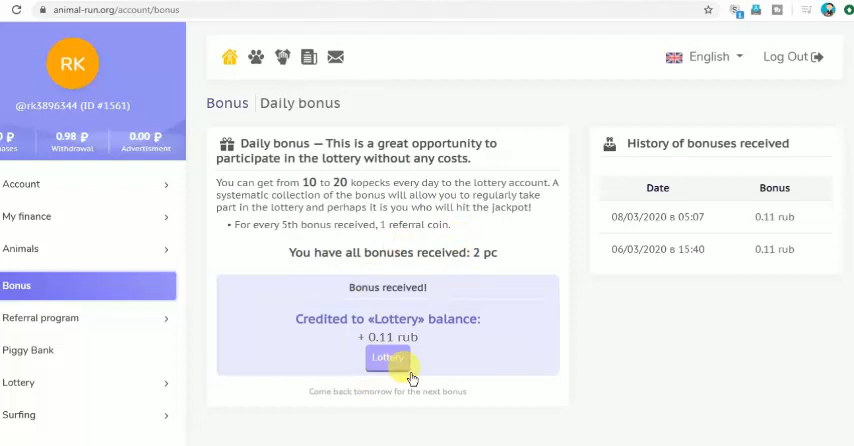 animal-run.org/account/bonus
RK
@rk3896344 (ID #1561)
0 ₽
0.98 ₽
0.00 ₽
Withdrawal
Advertisment
Account
My finance
Animals
Bonus
Referral program
Piggy Bank
Lottery
Surfing
English
Log Out
Bonus
Daily bonus
Daily bonus — This is a great opportunity to
participate in the lottery without any costs.
You can get from 10 to 20 kopecks every day to the lottery account. A
systematic collection of the bonus will allow you to regularly take
part in the lottery and perhaps it is you who will hit the jackpot!
• For every 5th bonus received, 1 referral coin.
You have all bonuses received: 2 pc
Bonus received!
Credited to «Lottery» balance:
+ 0.11 rub
Lottery
Come back tomorrow for the next bonus
History of bonuses received
Date Bonus
08/03/2020 в 05:07 0.11 rub
06/03/2020 в 15:40 0.11 rub